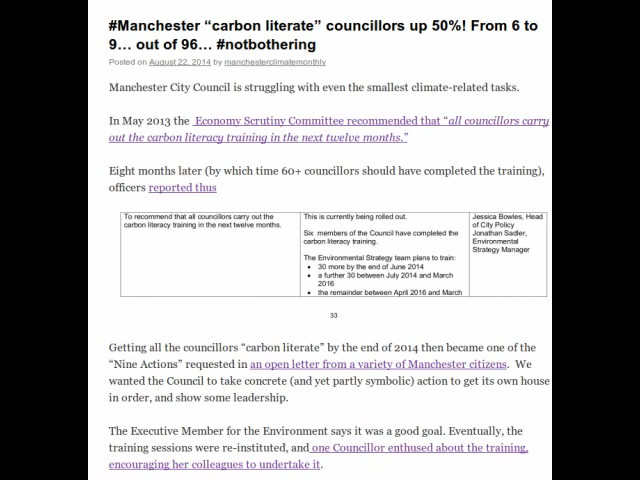 #Manchester “carbon literate” councillors up 50%! From 6 to
9… out of 96… #notbothering
Posted on August 22, 2014 by manchesterclimatemonthly
Manchester City Council is struggling with even the smallest climate-related tasks.
In May 2013 the Economy Scrutiny Committee recommended that “all councillors carry
out the carbon literacy training in the next twelve months.”
Eight months later (by which time 60+ councillors should have completed the training),
officers reported thus
To recommend that all councillors carry out the
carbon literacy training in the next twelve months.
This is currently being rolled out.
Six members of the Council have completed the
carbon literacy training.
The Environmental Strategy team plans to train:
• 30 more by the end of June 2014
• a further 30 between July 2014 and March
2016
• the remainder between April 2016 and March
Jessica Bowles, Head
of City Policy
Jonathan Sadler,
Environmental
Strategy Manager
33
Getting all the councillors “carbon literate” by the end of 2014 then became one of the
“Nine Actions” requested in an open letter from a variety of Manchester citizens. We
wanted the Council to take concrete (and yet partly symbolic) action to get its own house
in order, and show some leadership.
The Executive Member for the Environment says it was a good goal. Eventually, the
training sessions were re-instituted, and one Councillor enthused about the training,
encouraging her colleagues to undertake it.